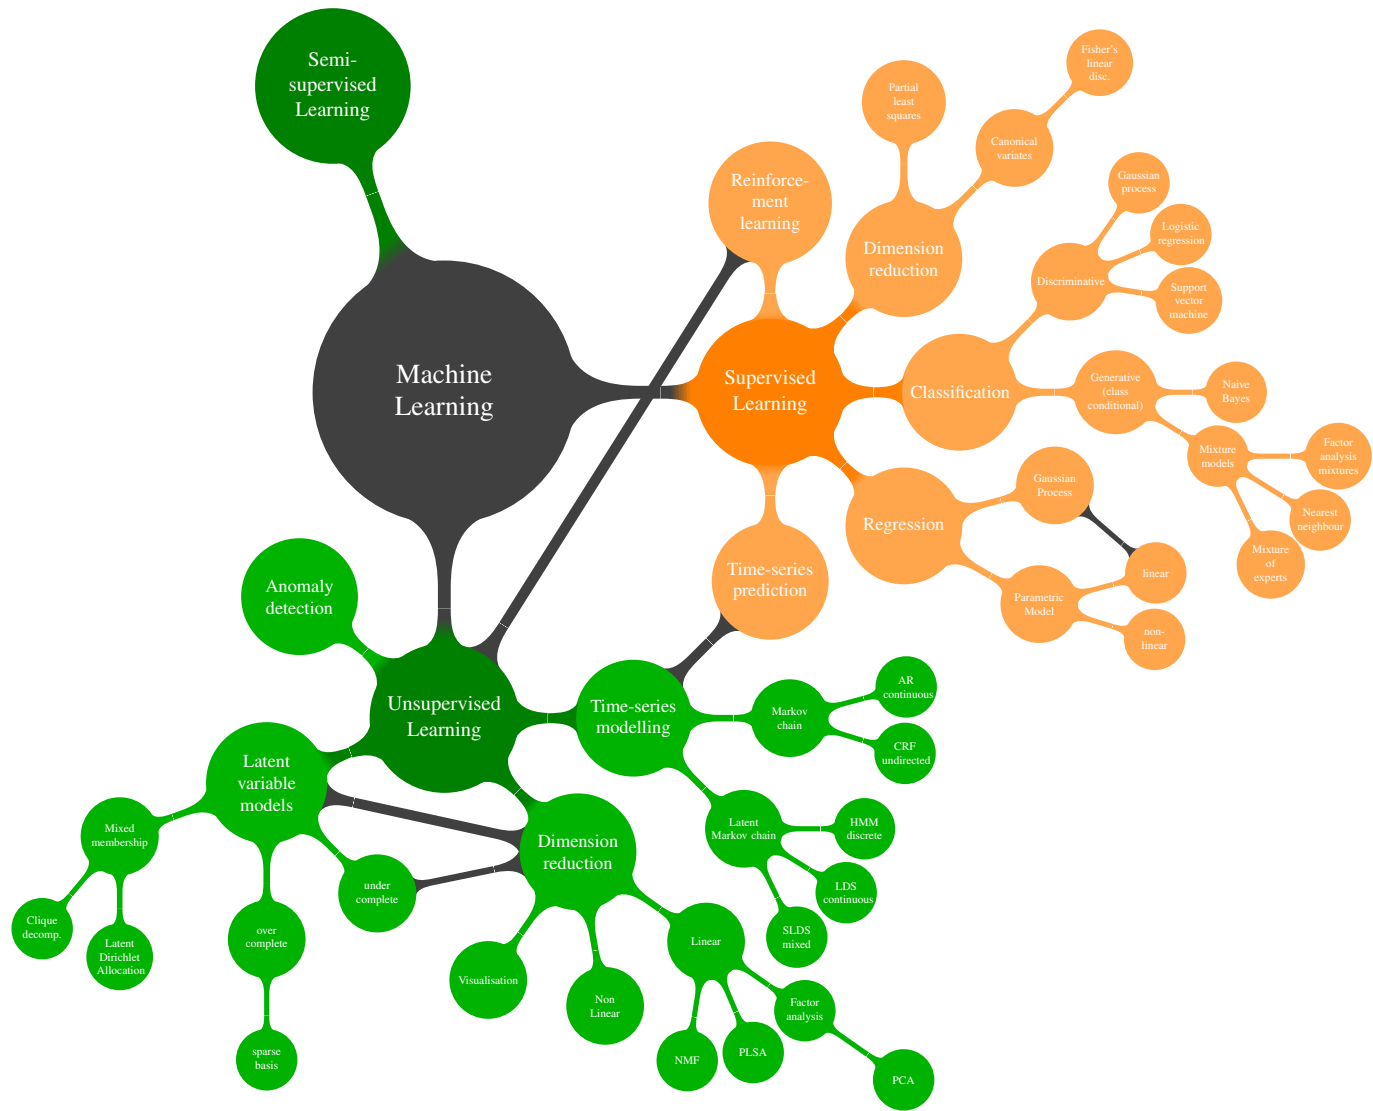 Semi-
supervised
Learning
Machine
Learning
Reinforce-
ment
learning
Supervised
Learning
Partial
least
squares
Fisher's
linear
disc.
Canonical
variates
Dimension
reduction
Gaussian
process
Logistic
regression
Discriminative
Support
vector
machine
Classification
Generative
(class
conditional)
Naive
Bayes
Mixture
models
Factor
analysis
mixtures
Nearest
neighbour
Mixture
of
experts
Regression
Gaussian
Process
linear
Parametric
Model
non-
linear
Time-series
prediction
Anomaly
detection
Unsupervised
Learning
Time-series
modelling
Markov
chain
AR
continuous
CRF
undirected
Latent
Markov chain
HMM
discrete
LDS
continuous
SLDS
mixed
Latent
variable
models
Mixed
membership
Clique
decomp.
Latent
Dirichlet
Allocation
over
complete
sparse
basis
under
complete
Dimension
reduction
Visualisation
Non
Linear
Linear
NMF
PLSA
Factor
analysis
PCA